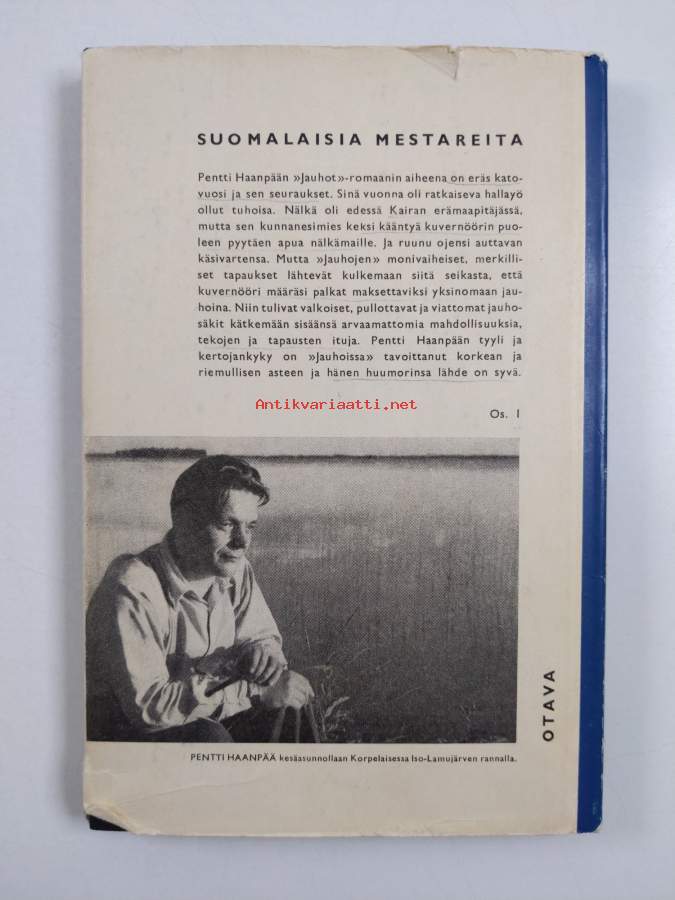 SUOMALAISIA MESTAREITA
Pentti Haanpään »Jauhot»-romaanin aiheena on eräs kato-
vuosi ja sen seuraukset. Sinä vuonna oli ratkaiseva hallayö
ollut tuhoisa. Nälkä oli edessä Kairan erämaapitäjässä,
mutta sen kunnanesimies keksi kääntyä kuvernöörin puo-
leen pyytäen apua nälkämaille. Ja ruunu ojensi auttavan
käsivartensa. Mutta »Jauhojen» monivaiheiset, merkilli-
set tapaukset lähtevät kulkemaan siitä seikasta, että
kuvernööri määräsi palkat maksettaviksi yksinomaan jau-
hoina. Niin tulivat valkoiset, pullottavat ja viattomat jauho-
säkit kätkemään sisäänsä arvaamattomia mahdollisuuksia,
tekojen ja tapausten ituja. Pentti Haanpään tyyli ja
kertojankyky on »Jauhoissa» tavoittanut korkean ja
riemullisen asteen ja hänen huumorinsa lähde on syvä.
Antikvariaatti.net
Os. 1
OTAVA
PENTTI HAANPÄÄ kesäasunnollaan Korpelaisessa Iso-Lamujärven rannalla.